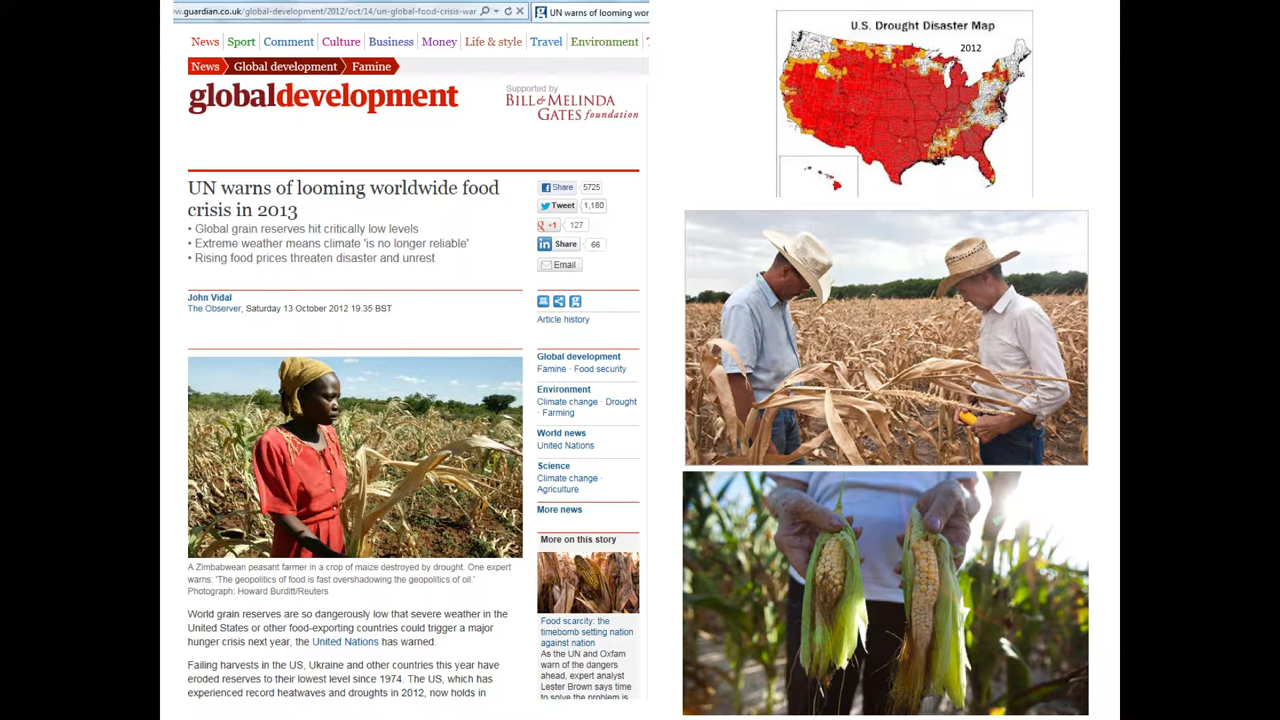 w.guardian.co.uk/global-development/2012/oct/14/un-global-food-crisis-war
UN warns of looming wo
News Sport Comment Culture Business Money Life & style Travel Environment
News Global development Famine
globaldevelopment
Supported by
BILL & MELINDA
GATES foundation
UN warns of looming worldwide food
crisis in 2013
• Global grain reserves hit critically low levels
• Extreme weather means climate 'is no longer reliable'
• Rising food prices threaten disaster and unrest
Share 5725
Tweet 1,180
+1 127
Share 66
Email
John Vidal
The Observer, Saturday 13 October 2012 19.35 BST
Article history
Global development
Famine · Food security
Environment
Climate change · Drought
· Farming
World news
United Nations
Science
Climate change ·
Agriculture
More news
More on this story
A Zimbabwean peasant farmer in a crop of maize destroyed by drought. One expert
warns: 'The geopolitics of food is fast overshadowing the geopolitics of oil.'
Photograph: Howard Burditt/Reuters
World grain reserves are so dangerously low that severe weather in the
United States or other food-exporting countries could trigger a major
hunger crisis next year, the United Nations has warned.
Failing harvests in the US, Ukraine and other countries this year have
eroded reserves to their lowest level since 1974. The US, which has
experienced record heatwaves and droughts in 2012, now holds in
Food scarcity: the
timebomb setting nation
against nation
As the UN and Oxfam
warn of the dangers
ahead, expert analyst
Lester Brown says time
to solve the problem is
U.S. Drought Disaster Map
2012